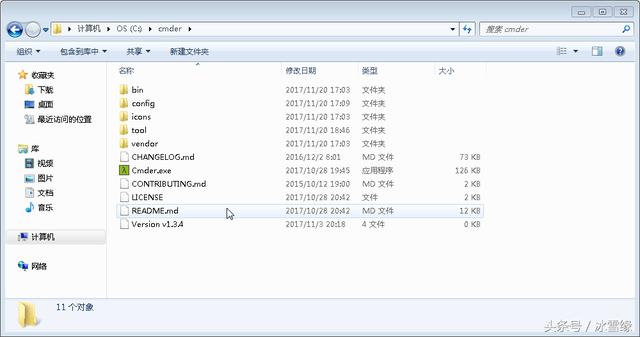 计算机 ▸ OS (C:) ▸ cmder ▸ 搜索 cmder
组织 包含到库中 共享 新建文件夹
名称 修改日期 类型 大小
收藏夹
下载
桌面
最近访问的位置
库
视频
图片
文档
音乐
计算机
网络
bin 2017/11/20 17:03 文件夹
config 2017/11/20 17:09 文件夹
icons 2017/11/20 17:03 文件夹
tool 2017/11/20 18:46 文件夹
vendor 2017/11/20 17:03 文件夹
CHANGELOG.md 2016/12/2 8:01 MD 文件 73 KB
Cmder.exe 2017/10/28 19:45 应用程序 126 KB
CONTRIBUTING.md 2015/10/12 19:00 MD 文件 2 KB
LICENSE 2017/10/28 20:42 文件 2 KB
README.md 2017/10/28 20:42 MD 文件 12 KB
Version v1.3.4 2017/11/3 20:18 4 文件 0 KB
11 个对象
头条号 / 冰雪缘